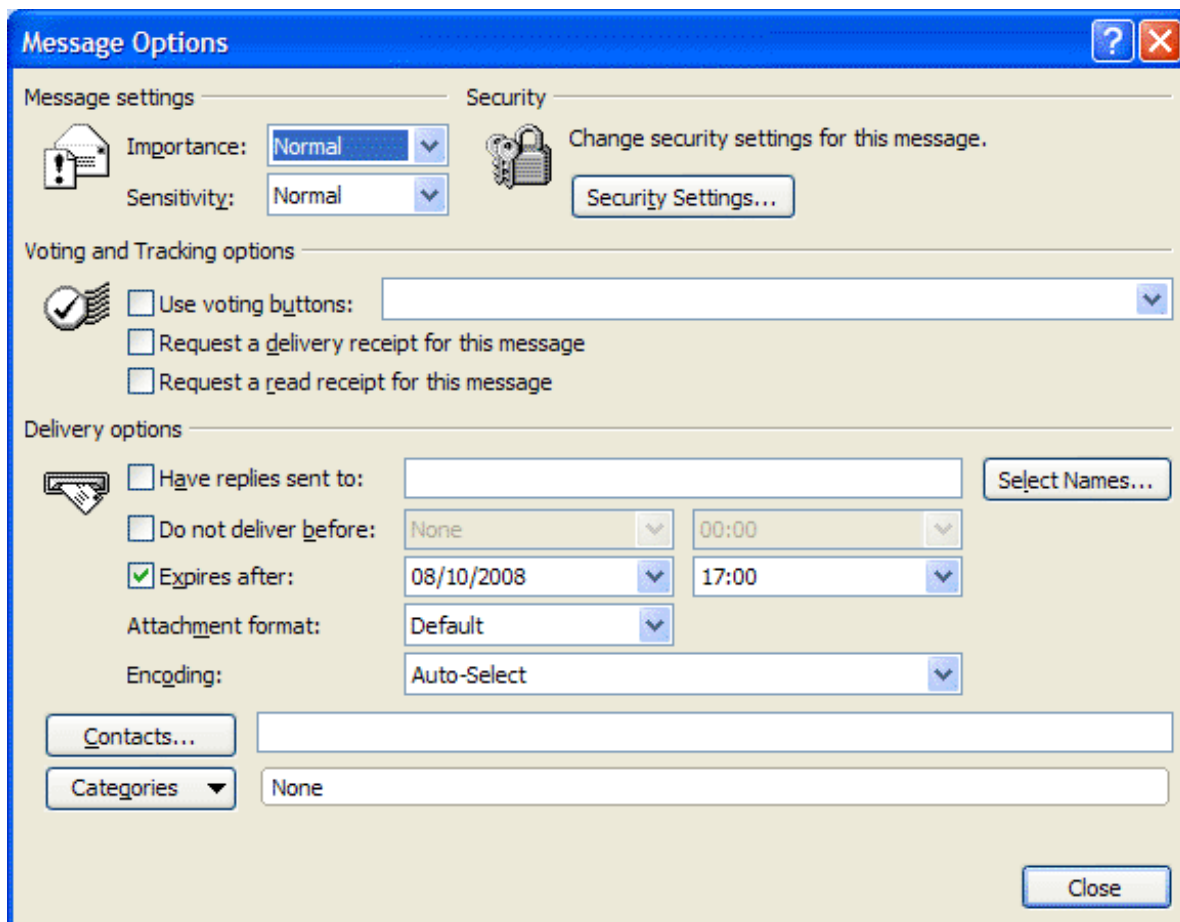 Message Options
Message settings
Security
Importance: Normal
Change security settings for this message.
Sensitivity: Normal
Security Settings...
Voting and Tracking options
Use voting buttons:
Request a delivery receipt for this message
Request a read receipt for this message
Delivery options
Have replies sent to:
Select Names...
Do not deliver before: None 00:00
Expires after: 08/10/2008 17:00
Attachment format: Default
Encoding: Auto-Select
Contacts...
Categories None
Close